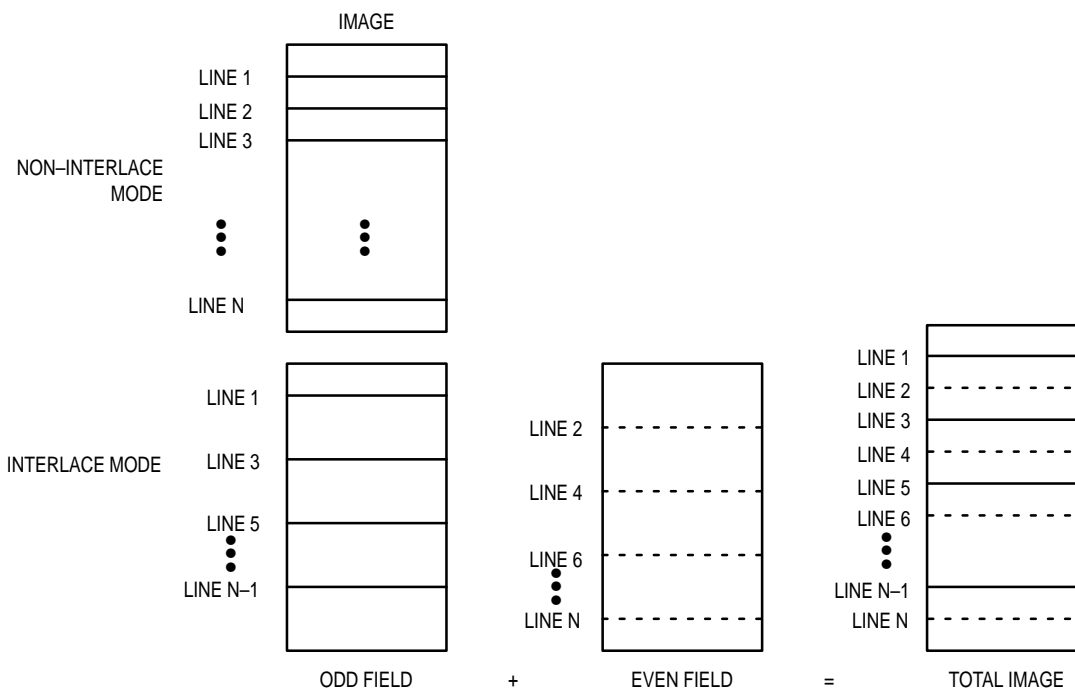 IMAGE
LINE 1
LINE 2
LINE 3
NON–INTERLACE
MODE
LINE N
INTERLACE MODE
LINE 1
LINE 3
LINE 5
LINE N–1
LINE 2
LINE 4
LINE 6
LINE N
LINE 1
LINE 2
LINE 3
LINE 4
LINE 5
LINE 6
LINE N–1
LINE N
ODD FIELD + EVEN FIELD = TOTAL IMAGE